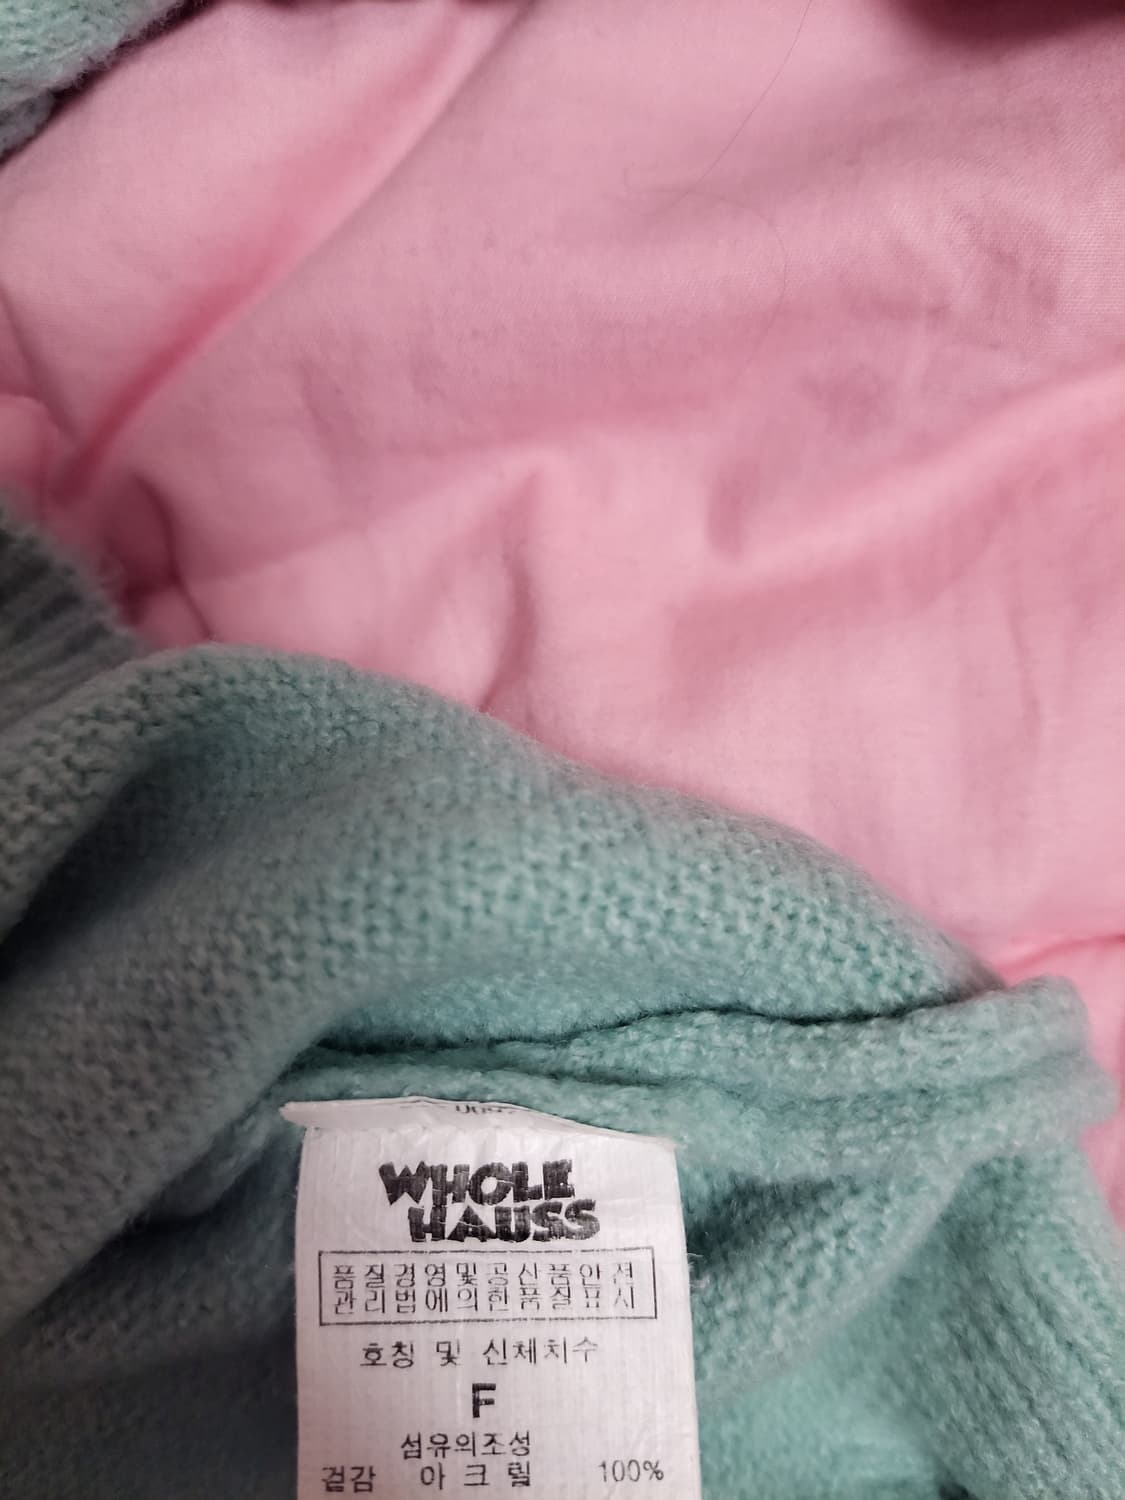 WHOLE
HAUSS
품질경영및공산품안전
관리법에의한품질표시
호칭 및 신체치수
F
섬유의조성
겉감 아크릴 100%